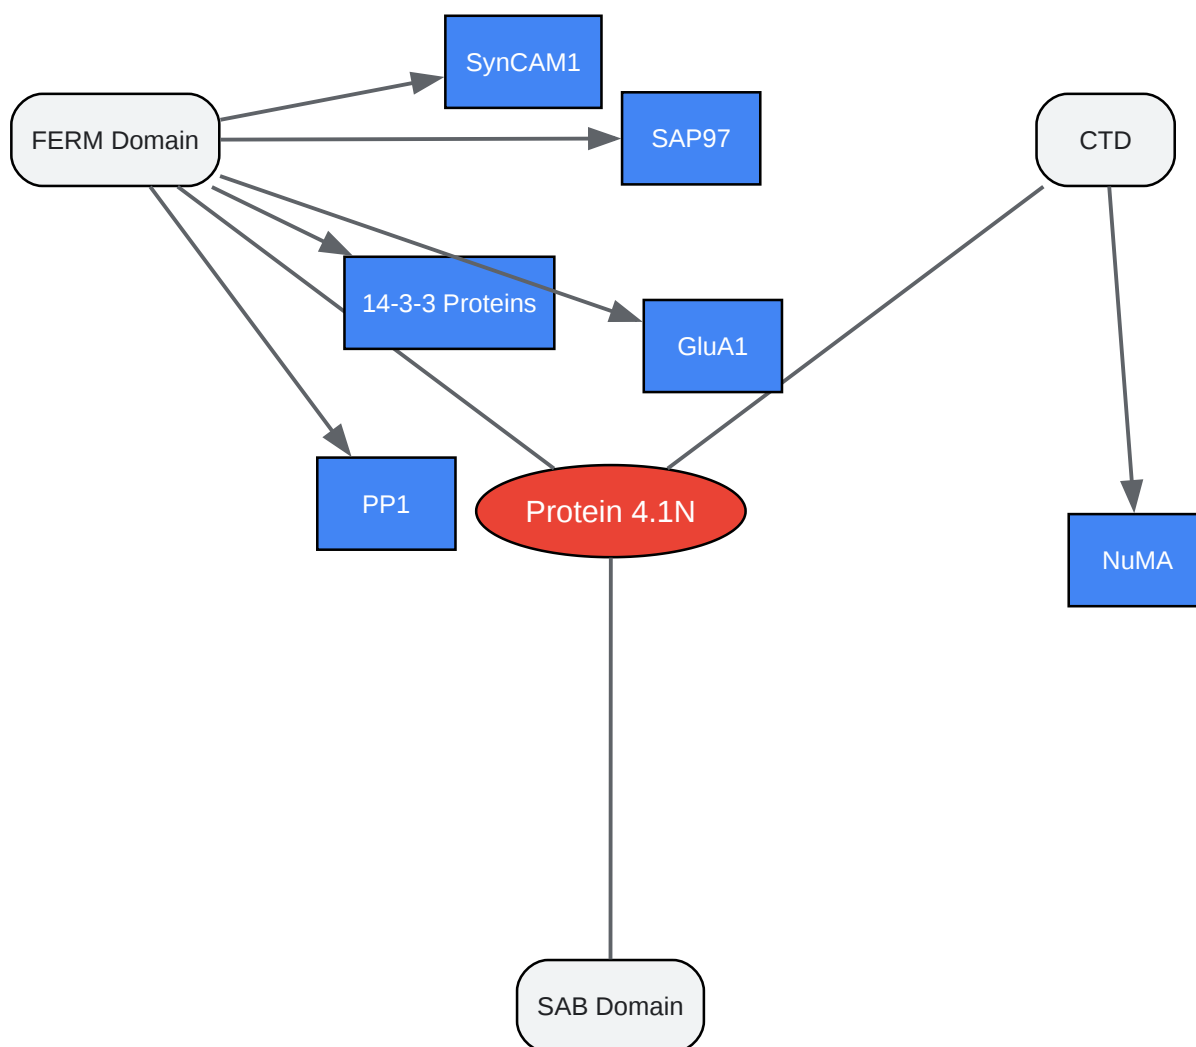 SynCAM1
SAP97
FERM Domain
CTD
14-3-3 Proteins
GluA1
PP1
Protein 4.1N
NuMA
SAB Domain